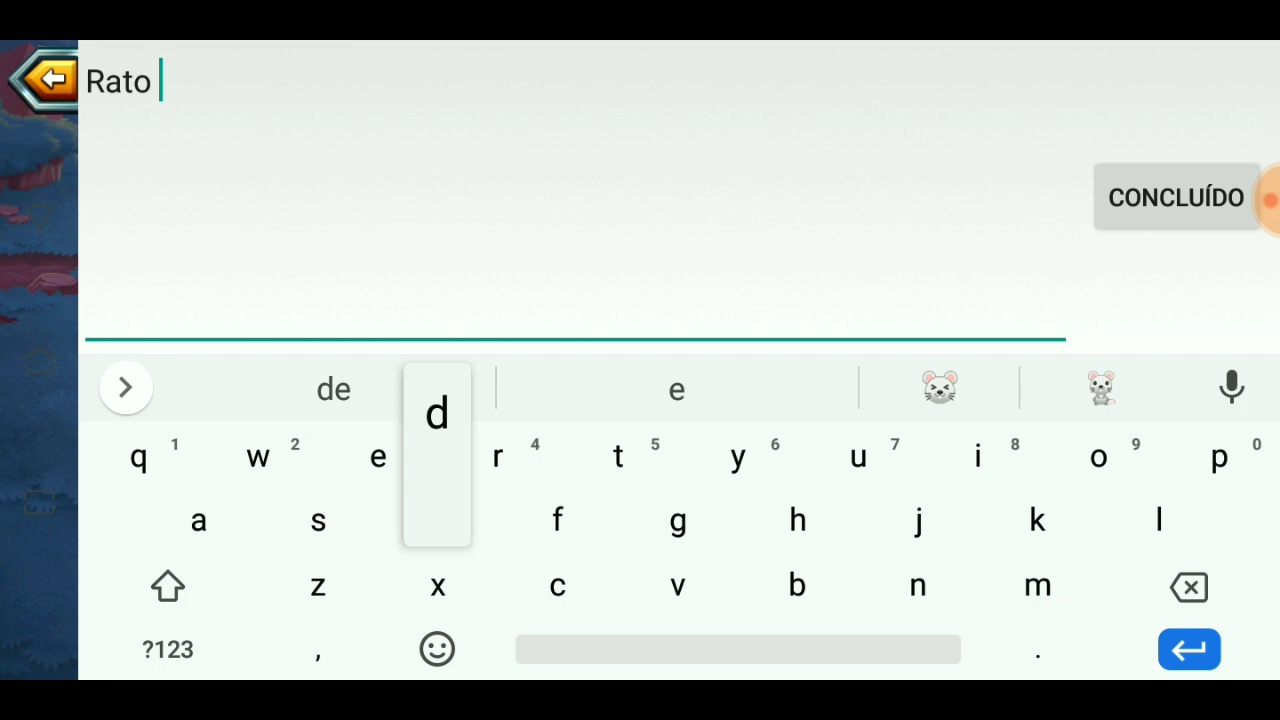 Rato
CONCLUÍDO
de e
d
q 1 w 2 e r 4 t 5 y 6 u 7 i 8 o 9 p 0
a s f g h j k l
z x c v b n m
?123 , .